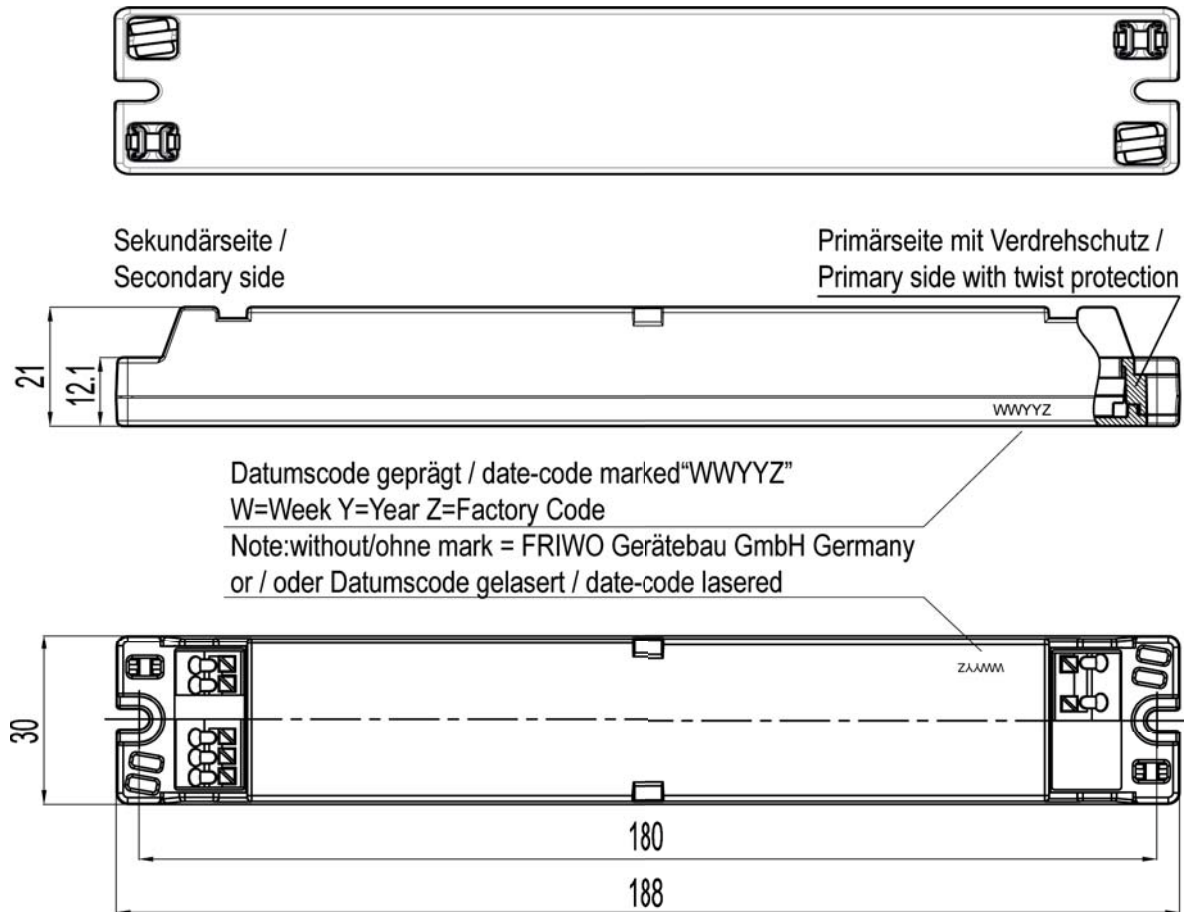 Sekundärseite /
Secondary side
Primärseite mit Verdrehschutz /
Primary side with twist protection
21
12.1
WWYYZ
Datumscode geprägt / date-code marked“WWYYZ”
W=Week Y=Year Z=Factory Code
Note:without/ohne mark = FRIWO Gerätebau GmbH Germany
or / oder Datumscode gelasert / date-code lasered
WWYYZ
30
180
188